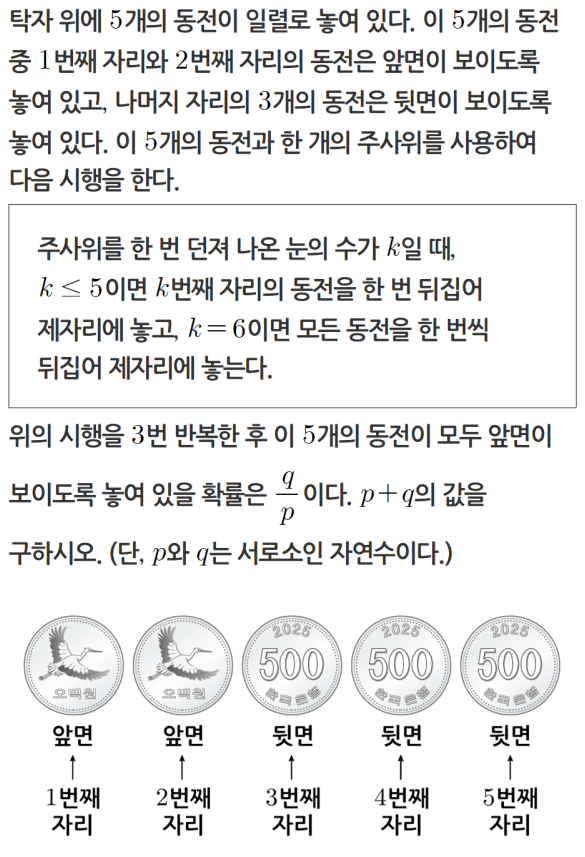 탁자 위에 5개의 동전이 일렬로 놓여 있다. 이 5개의 동전
중 1번째 자리와 2번째 자리의 동전은 앞면이 보이도록
놓여 있고, 나머지 자리의 3개의 동전은 뒷면이 보이도록
놓여 있다. 이 5개의 동전과 한 개의 주사위를 사용하여
다음 시행을 한다.
주사위를 한 번 던져 나온 눈의 수가 k일 때,
k ≤ 5이면 k번째 자리의 동전을 한 번 뒤집어
제자리에 놓고, k = 6이면 모든 동전을 한 번씩
뒤집어 제자리에 놓는다.
위의 시행을 3번 반복한 후 이 5개의 동전이 모두 앞면이
보이도록 놓여 있을 확률은 q/p 이다. p+q의 값을
구하시오. (단, p와 q는 서로소인 자연수이다.)
오백원 오백원 2025 500 한국은행 2025 500 한국은행 2025 500 한국은행
앞면 앞면 뒷면 뒷면 뒷면
1번째 2번째 3번째 4번째 5번째
자리 자리 자리 자리 자리